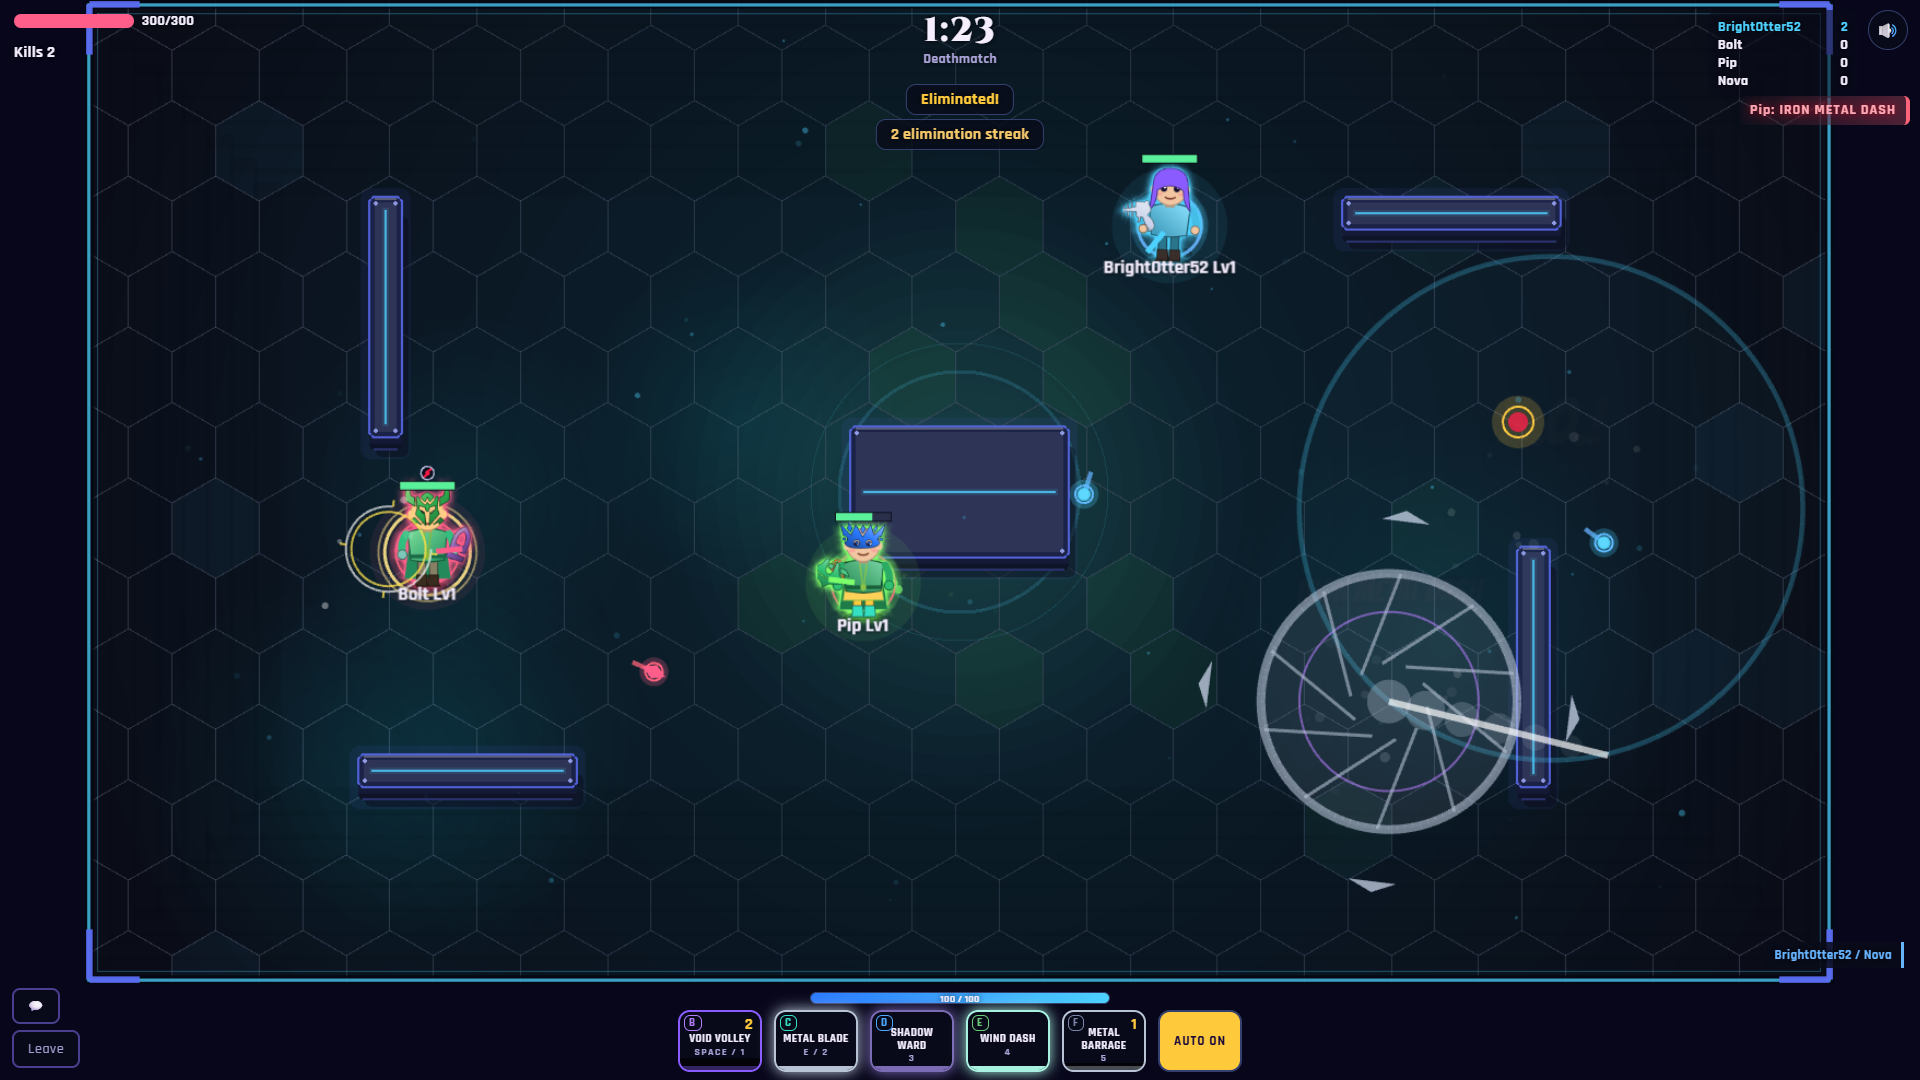 300/300
Kills 2
1:23
Deathmatch
Eliminated!
2 elimination streak
BrightOtter52 2
Bolt 0
Pip 0
Nova 0
Pip: IRON METAL DASH
BrightOtter52 Lv1
Bolt Lv1
Pip Lv1
BrightOtter52 / Nova
100 / 100
Leave
B 2
VOID VOLLEY
SPACE / 1
C
METAL BLADE
E / 2
D
SHADOW
WARD
3
E
WIND DASH
4
F 1
METAL
BARRAGE
5
AUTO ON